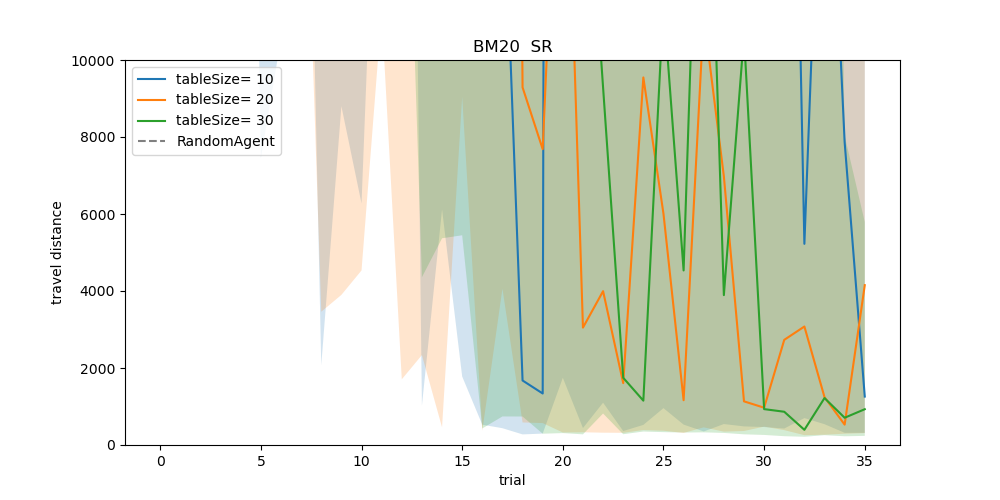 BM20  SR
10000
8000
6000
4000
2000
0
travel distance
tableSize= 10
tableSize= 20
tableSize= 30
RandomAgent
0 5 10 15 20 25 30 35
trial